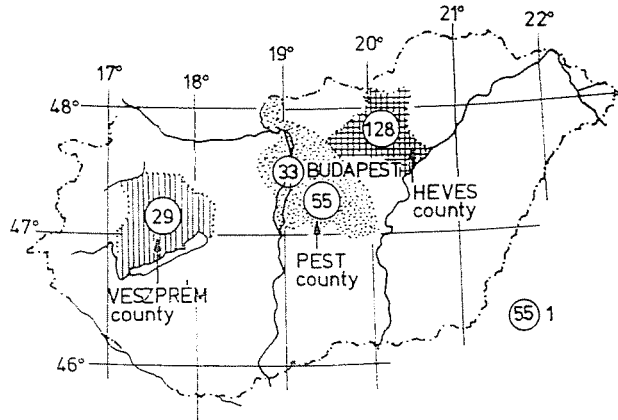 21°
22°
19°
20°
17°
18°
48°
128
33
BUDAPEST
HEVES
county
55
29
47°
PEST
county
VESZPRÉM
county
55 1
46°